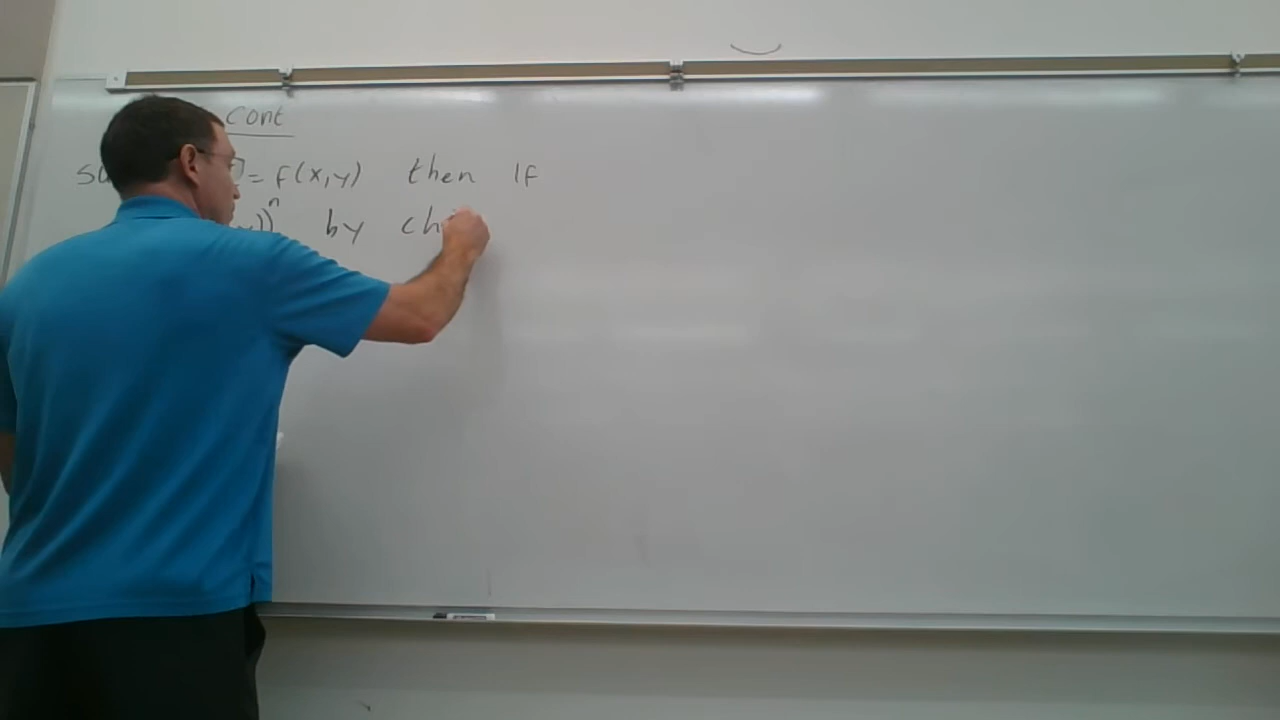 cont
= f(x,y) then If
))ⁿ by ch